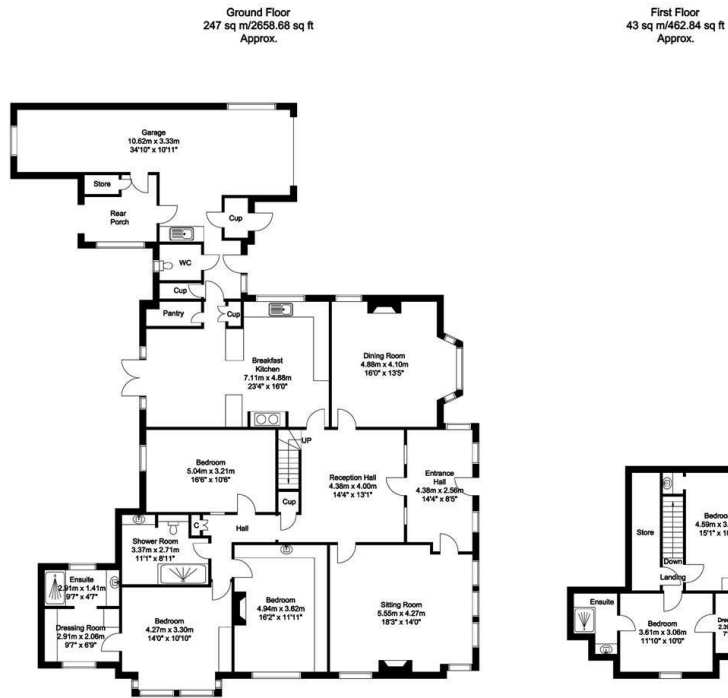 Ground Floor
247 sq m/2658.68 sq ft
Approx.
First Floor
43 sq m/462.84 sq ft
Approx.
Garage
10.62m x 3.33m
34'10" x 10'11"
Store
Rear
Porch
Cup
WC
Cup
Pantry
Cup
Breakfast
Kitchen
7.11m x 4.88m
23'4" x 16'0"
Dining Room
4.88m x 4.10m
16'0" x 13'5"
UP
Bedroom
5.04m x 3.21m
16'6" x 10'6"
Reception Hall
4.38m x 4.00m
14'4" x 13'1"
Entrance
Hall
4.38m x 2.56m
14'4" x 8'5"
Cup
C
Hall
Shower Room
3.37m x 2.71m
11'1" x 8'11"
Ensuite
2.91m x 1.41m
9'7" x 4'7"
Dressing Room
2.91m x 2.06m
9'7" x 6'9"
Bedroom
4.27m x 3.30m
14'0" x 10'10"
Bedroom
4.94m x 3.62m
16'2" x 11'11"
Sitting Room
5.55m x 4.27m
18'3" x 14'0"
Store
Down
Landing
4.59m x 3.
15'1" x
Ensuite
Bedroom
3.61m x 3.06m
11'10" x 10'0"